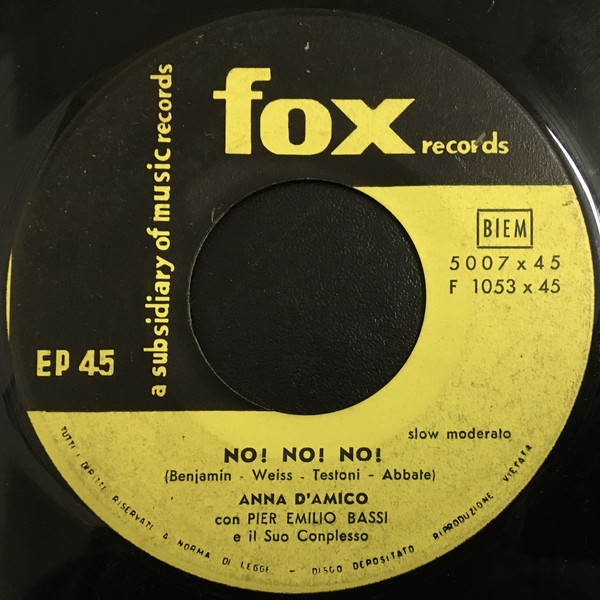 fox
records
a subsidiary of music records
EP 45
BIEM
5007 x 45
F 1053 x 45
slow moderato
NO! NO! NO!
(Benjamin - Weiss - Testoni - Abbate)
ANNA D'AMICO
con PIER EMILIO BASSI
e il Suo Conplesso
TUTTI I DIRITTI RISERVATI A NORMA DI LEGGE - DISCO DEPOSITATO RIPRODUZIONE VIETATA